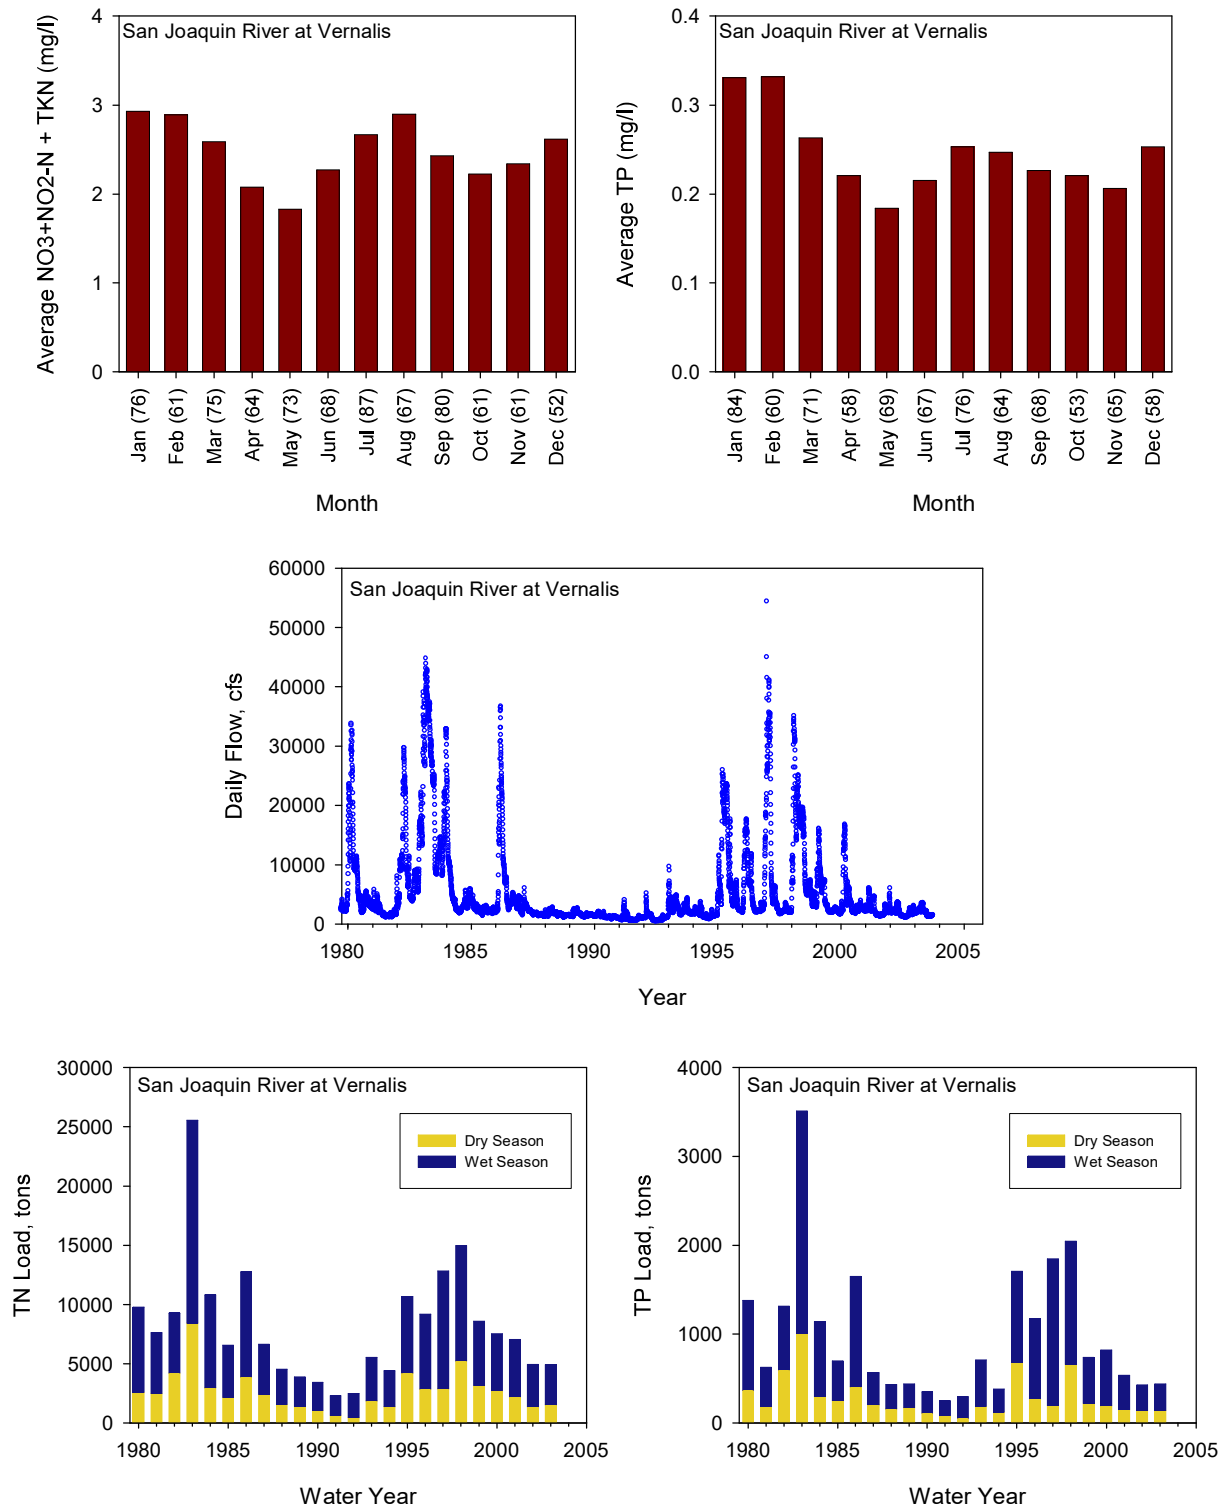 San Joaquin River at Vernalis
Average NO3+NO2-N + TKN (mg/l)
4
3
2
1
0
Jan (76)
Feb (61)
Mar (75)
Apr (64)
May (73)
Jun (68)
Jul (87)
Aug (67)
Sep (80)
Oct (61)
Nov (61)
Dec (52)
Month
San Joaquin River at Vernalis
Average TP (mg/l)
0.4
0.3
0.2
0.1
0.0
Jan (84)
Feb (60)
Mar (71)
Apr (58)
May (69)
Jun (67)
Jul (76)
Aug (64)
Sep (68)
Oct (53)
Nov (65)
Dec (58)
Month
San Joaquin River at Vernalis
Daily Flow, cfs
60000
50000
40000
30000
20000
10000
0
1980 1985 1990 1995 2000 2005
Year
San Joaquin River at Vernalis
Dry Season
Wet Season
TN Load, tons
30000
25000
20000
15000
10000
5000
0
1980 1985 1990 1995 2000 2005
Water Year
San Joaquin River at Vernalis
Dry Season
Wet Season
TP Load, tons
4000
3000
2000
1000
0
1980 1985 1990 1995 2000 2005
Water Year